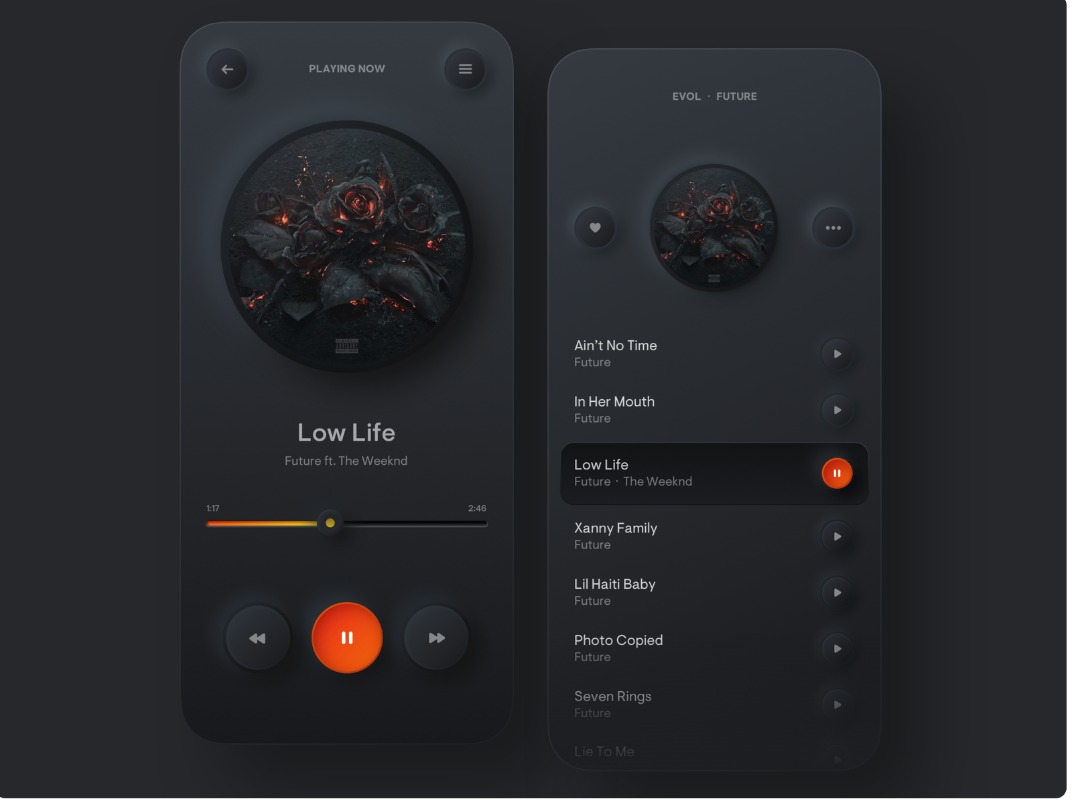 PLAYING NOW
Low Life
Future ft. The Weeknd
1:17
2:46
EVOL · FUTURE
Ain't No Time
Future
In Her Mouth
Future
Low Life
Future · The Weeknd
Xanny Family
Future
Lil Haiti Baby
Future
Photo Copied
Future
Seven Rings
Future
Lie To Me